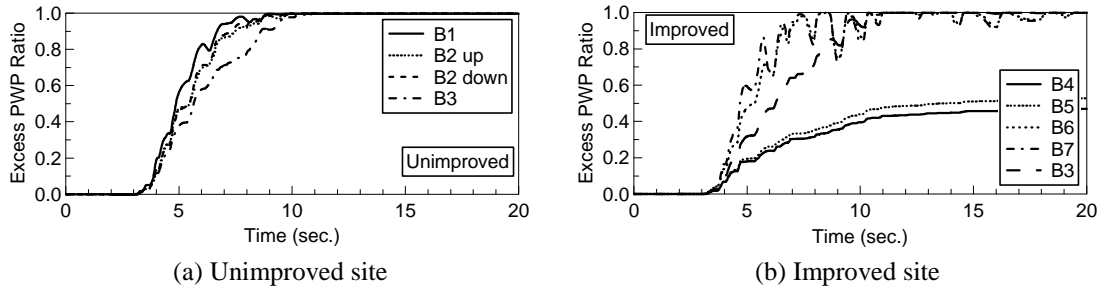 Excess PWP Ratio
1.0
0.8
0.6
0.4
0.2
0.0
B1
B2 up
B2 down
B3
Unimproved
0 5 10 15 20
Time (sec.)
(a) Unimproved site
Excess PWP Ratio
1.0
0.8
0.6
0.4
0.2
0.0
Improved
B4
B5
B6
B7
B3
0 5 10 15 20
Time (sec.)
(b) Improved site